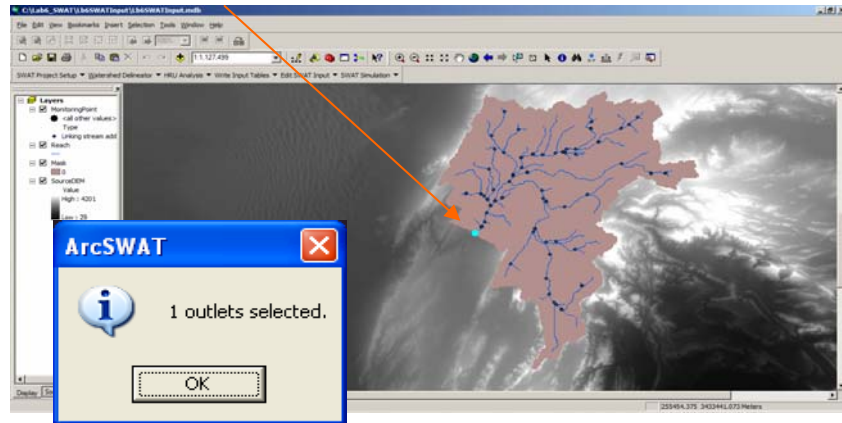 C:\Lab6_SWAT\Lb6SWATInput\Lb6SWATInput.mdb
File Edit View Bookmarks Insert Selection Tools Window Help
1:1,127,499
SWAT Project Setup Watershed Delineator HRU Analysis Write Input Tables Edit SWAT Input SWAT Simulation
Layers
MonitoringPoint
<all other values>
Type
Linking stream add
Reach
Mask
0
SourceDEM
Value
High : 4201
Low : 29
ArcSWAT
1 outlets selected.
OK
Display
255454.375 3433441.073 Meters